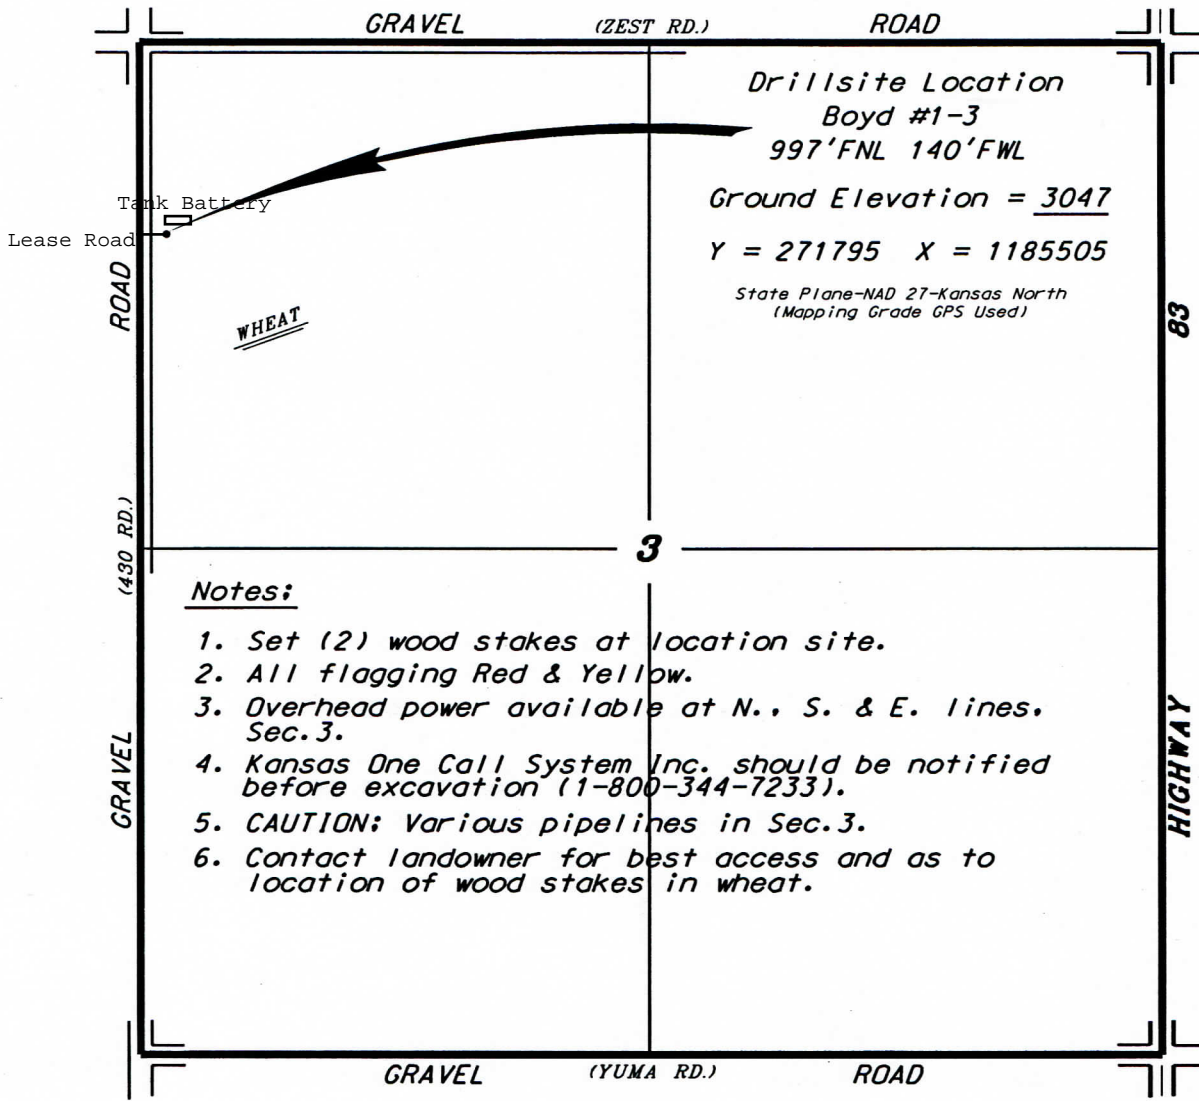 GRAVEL (ZEST RD.) ROAD
Drillsite Location
Boyd #1-3
997'FNL 140'FWL
Ground Elevation = 3047
Y = 271795 X = 1185505
State Plane-NAD 27-Kansas North
(Mapping Grade GPS Used)
Tank Battery
Lease Road
WHEAT
GRAVEL (430 RD.) ROAD
HIGHWAY 83
3
Notes:
1. Set (2) wood stakes at location site.
2. All flagging Red & Yellow.
3. Overhead power available at N., S. & E. lines,
Sec.3.
4. Kansas One Call System Inc. should be notified
before excavation (1-800-344-7233).
5. CAUTION: Various pipelines in Sec.3.
6. Contact landowner for best access and as to
location of wood stakes in wheat.
GRAVEL (YUMA RD.) ROAD